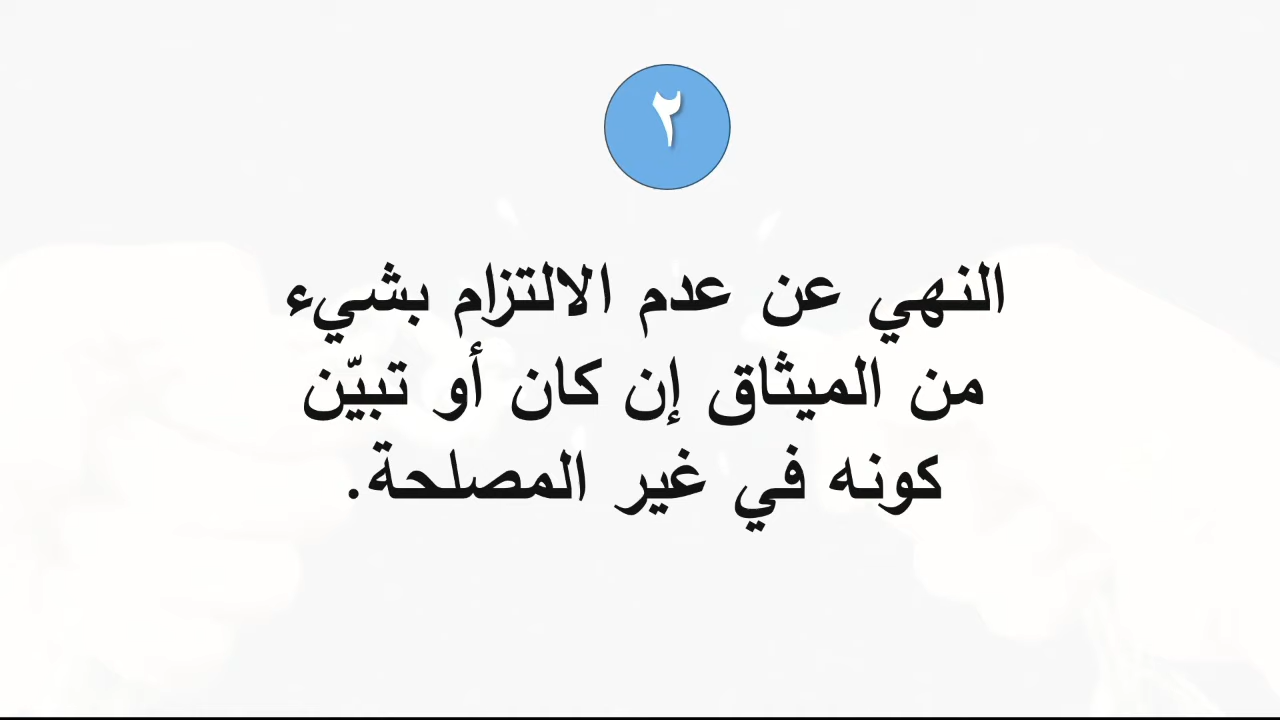 ٢
النهي عن عدم الالتزام بشيء
من الميثاق إن كان أو تبيّن
كونه في غير المصلحة.